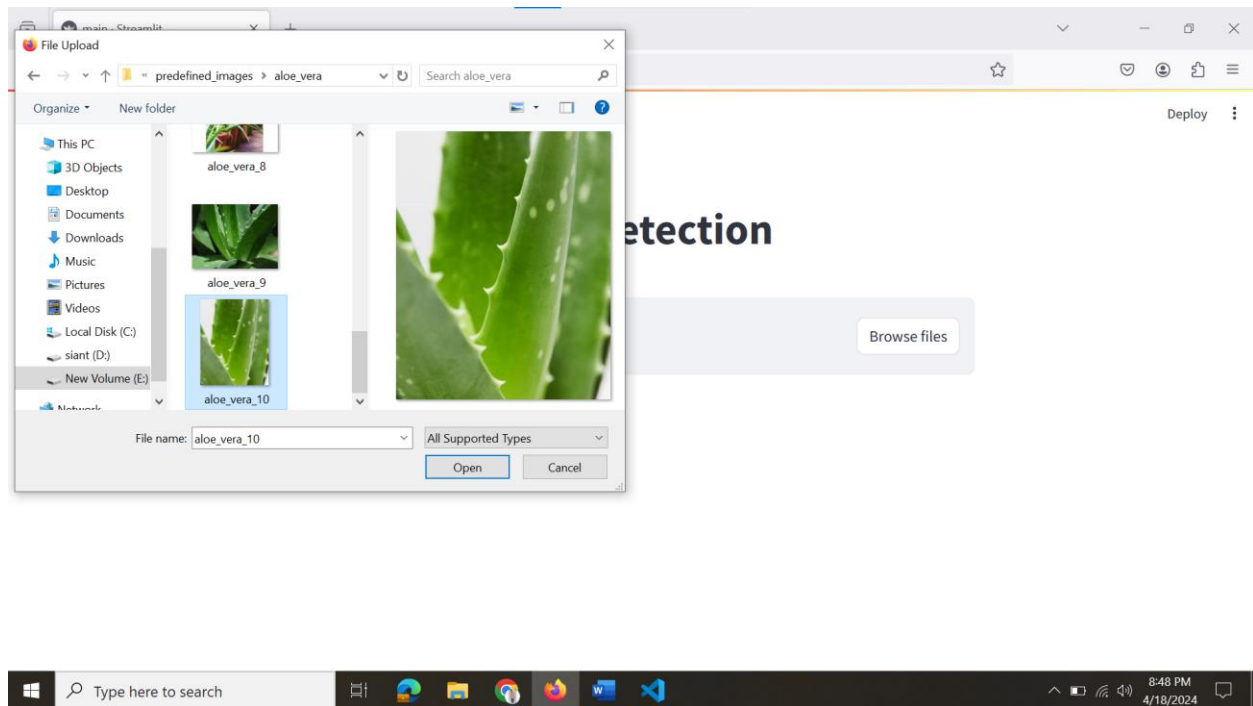 main - Streamlit
File Upload
« predefined_images > aloe_vera
Search aloe_vera
Organize
New folder
Deploy
This PC
3D Objects
Desktop
Documents
Downloads
Music
Pictures
Videos
Local Disk (C:)
siant (D:)
New Volume (E:)
Network
aloe_vera_8
aloe_vera_9
aloe_vera_10
etection
Browse files
File name: aloe_vera_10
All Supported Types
Open
Cancel
Type here to search
8:48 PM
4/18/2024